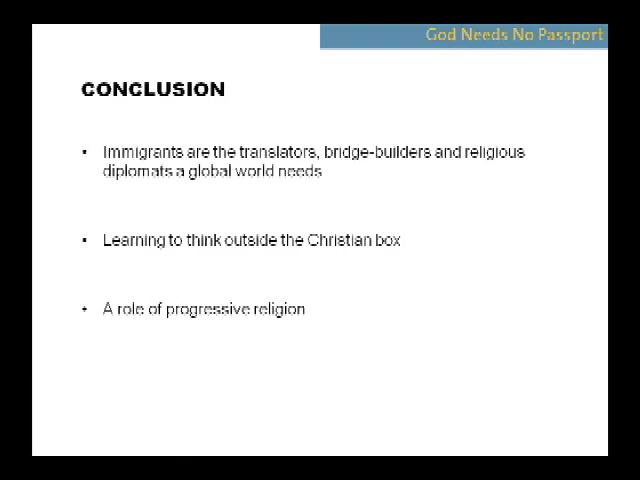 God Needs No Passport
CONCLUSION
• Immigrants are the translators, bridge-builders and religious
diplomats a global world needs
• Learning to think outside the Christian box
• A role of progressive religion